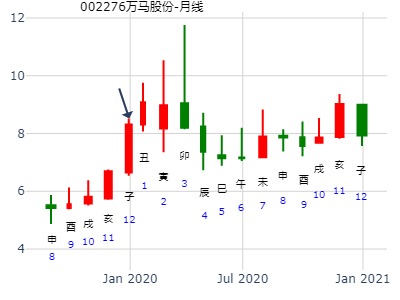 002276万马股份-月线
12
10
8
6
4
申
8
酉
9
戌
10
亥
11
子
12
丑
1
寅
2
卯
3
辰
4
巳
5
午
6
未
7
申
8
酉
9
戌
10
亥
11
子
12
Jan 2020
Jul 2020
Jan 2021